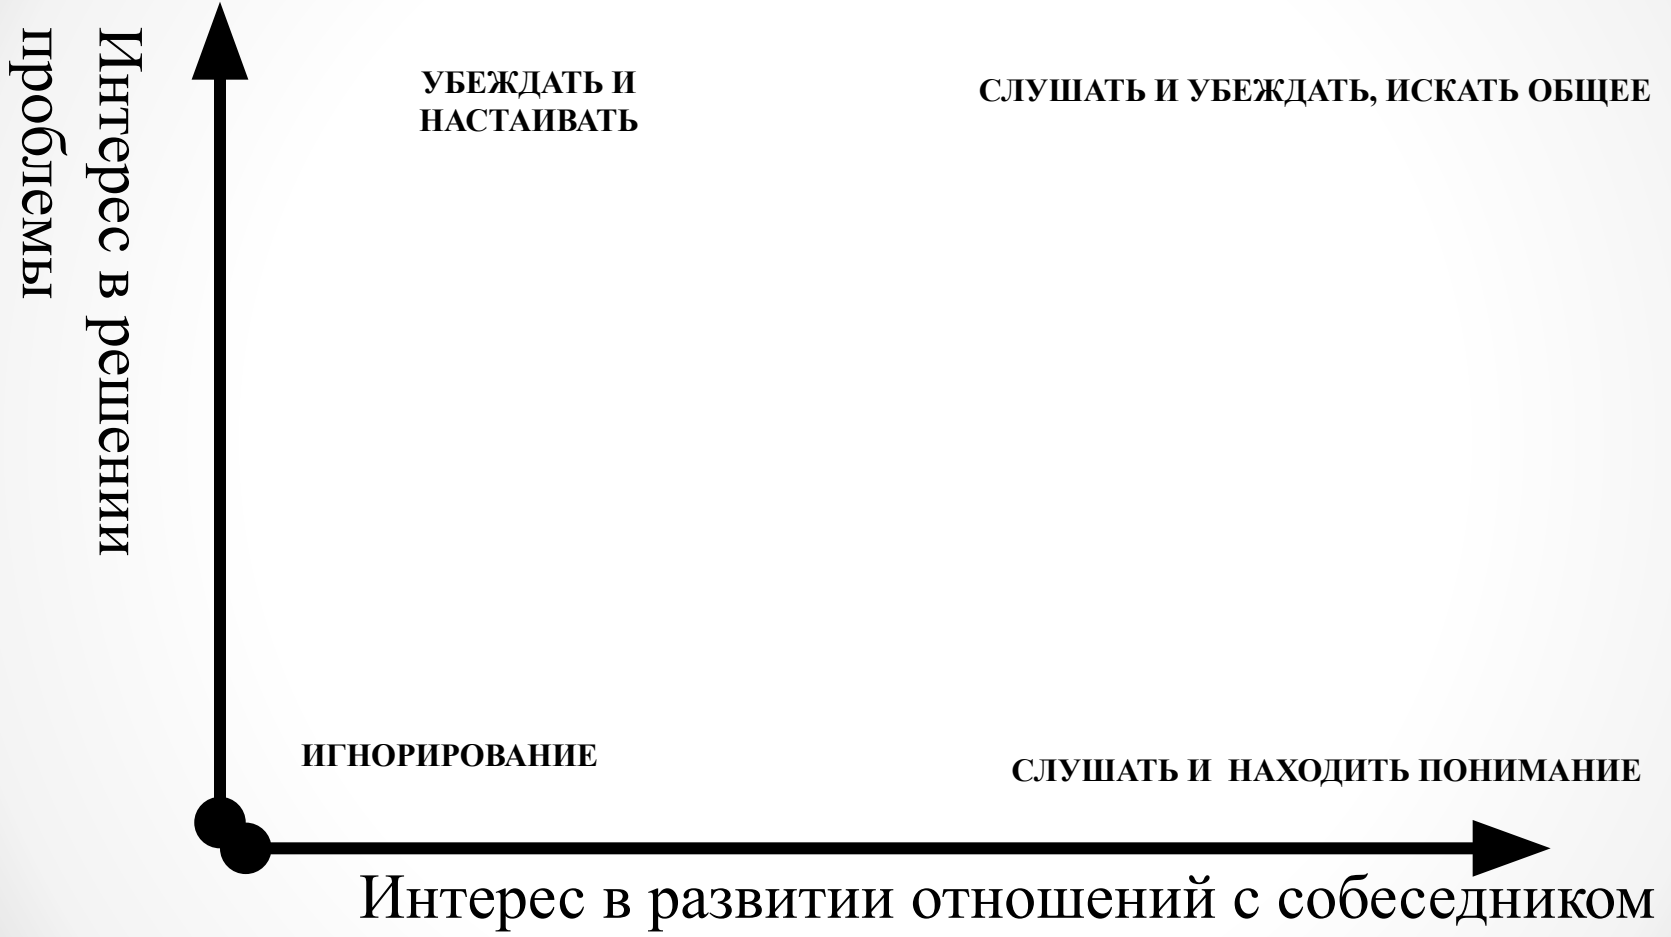 Интерес в решении
проблемы
УБЕЖДАТЬ И
НАСТАИВАТЬ
СЛУШАТЬ И УБЕЖДАТЬ, ИСКАТЬ ОБЩЕЕ
ИГНОРИРОВАНИЕ
СЛУШАТЬ И НАХОДИТЬ ПОНИМАНИЕ
Интерес в развитии отношений с собеседником